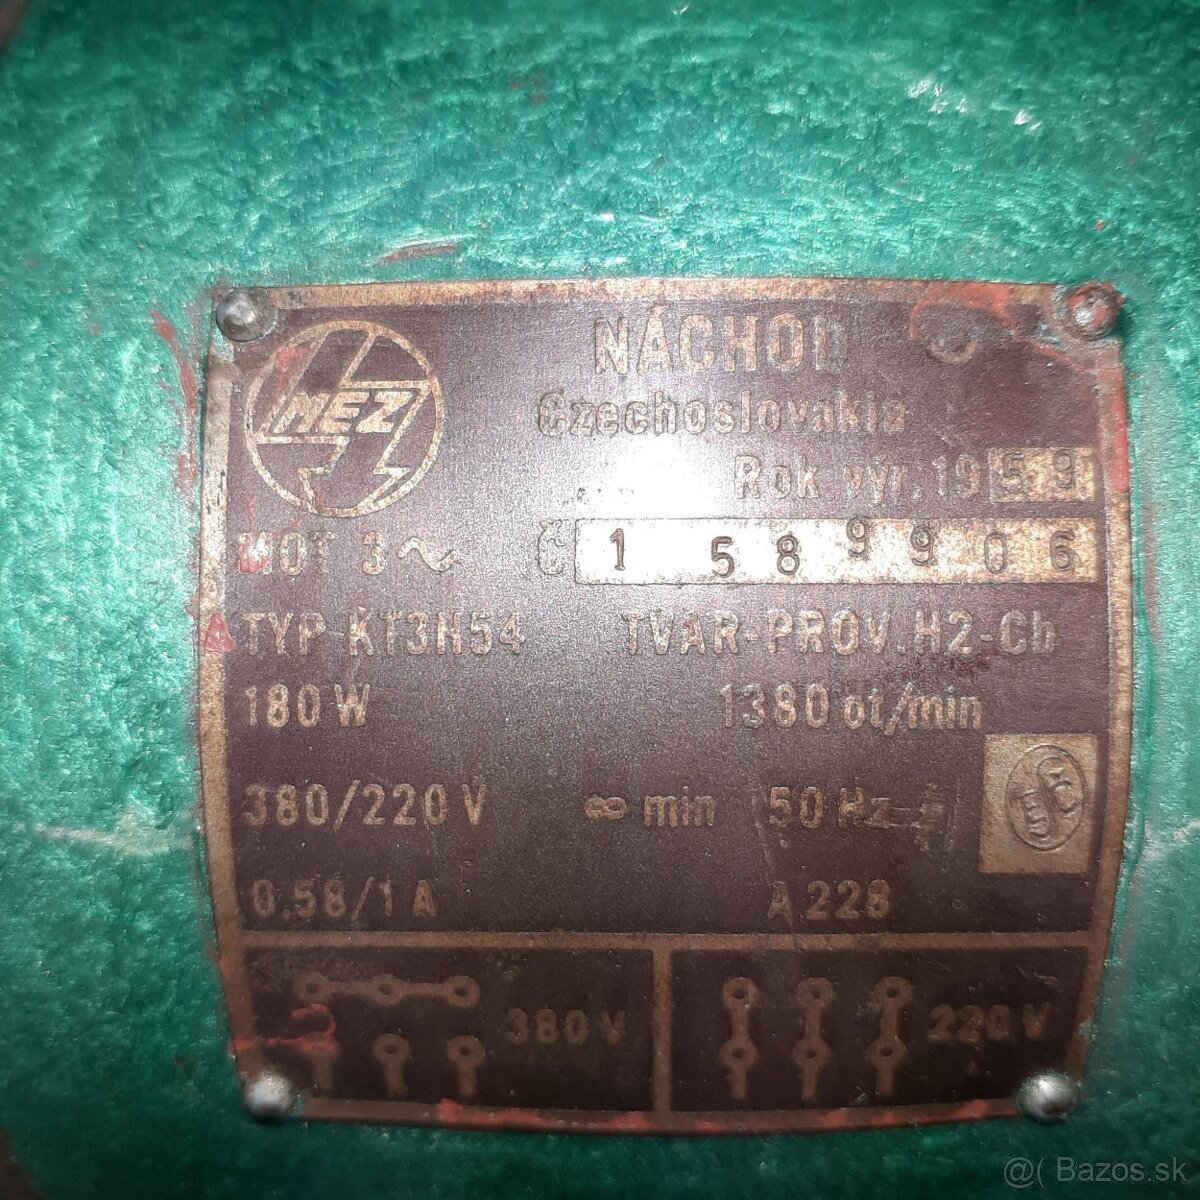 MEZ
NÁCHOD
Czechoslovakia
Rok výr. 1959
MOT 3~ Č 1589906
TYP KT3H54 TVAR-PROV. H2-Cb
180 W 1380 ot/min
380/220 V ∞ min 50 Hz
0,58/1 A A 228
380 V 220 V
@( Bazos.sk